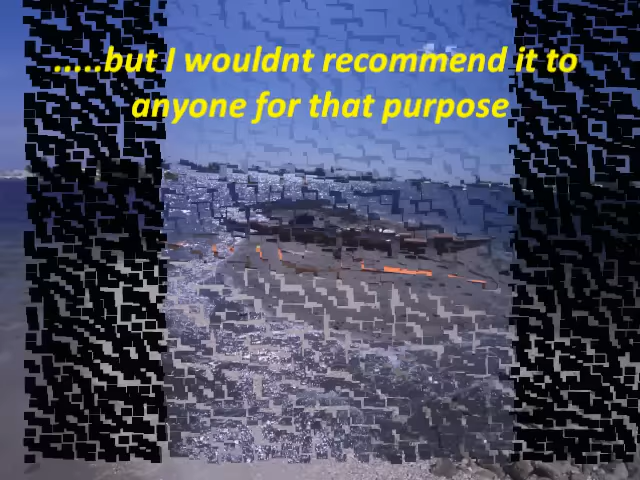 .....but I wouldnt recommend it to
anyone for that purpose